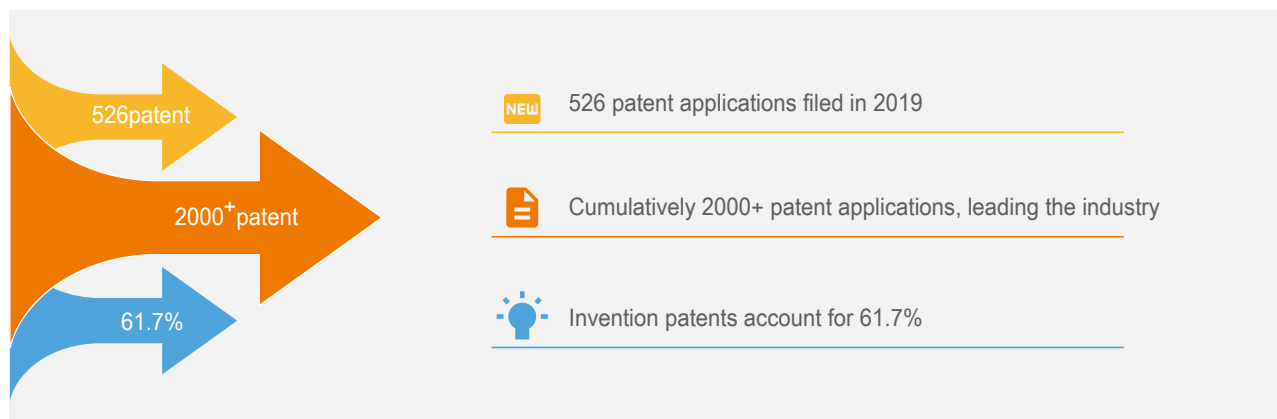 526patent
2000+patent
61.7%
NEW
526 patent applications filed in 2019
Cumulatively 2000+ patent applications, leading the industry
Invention patents account for 61.7%